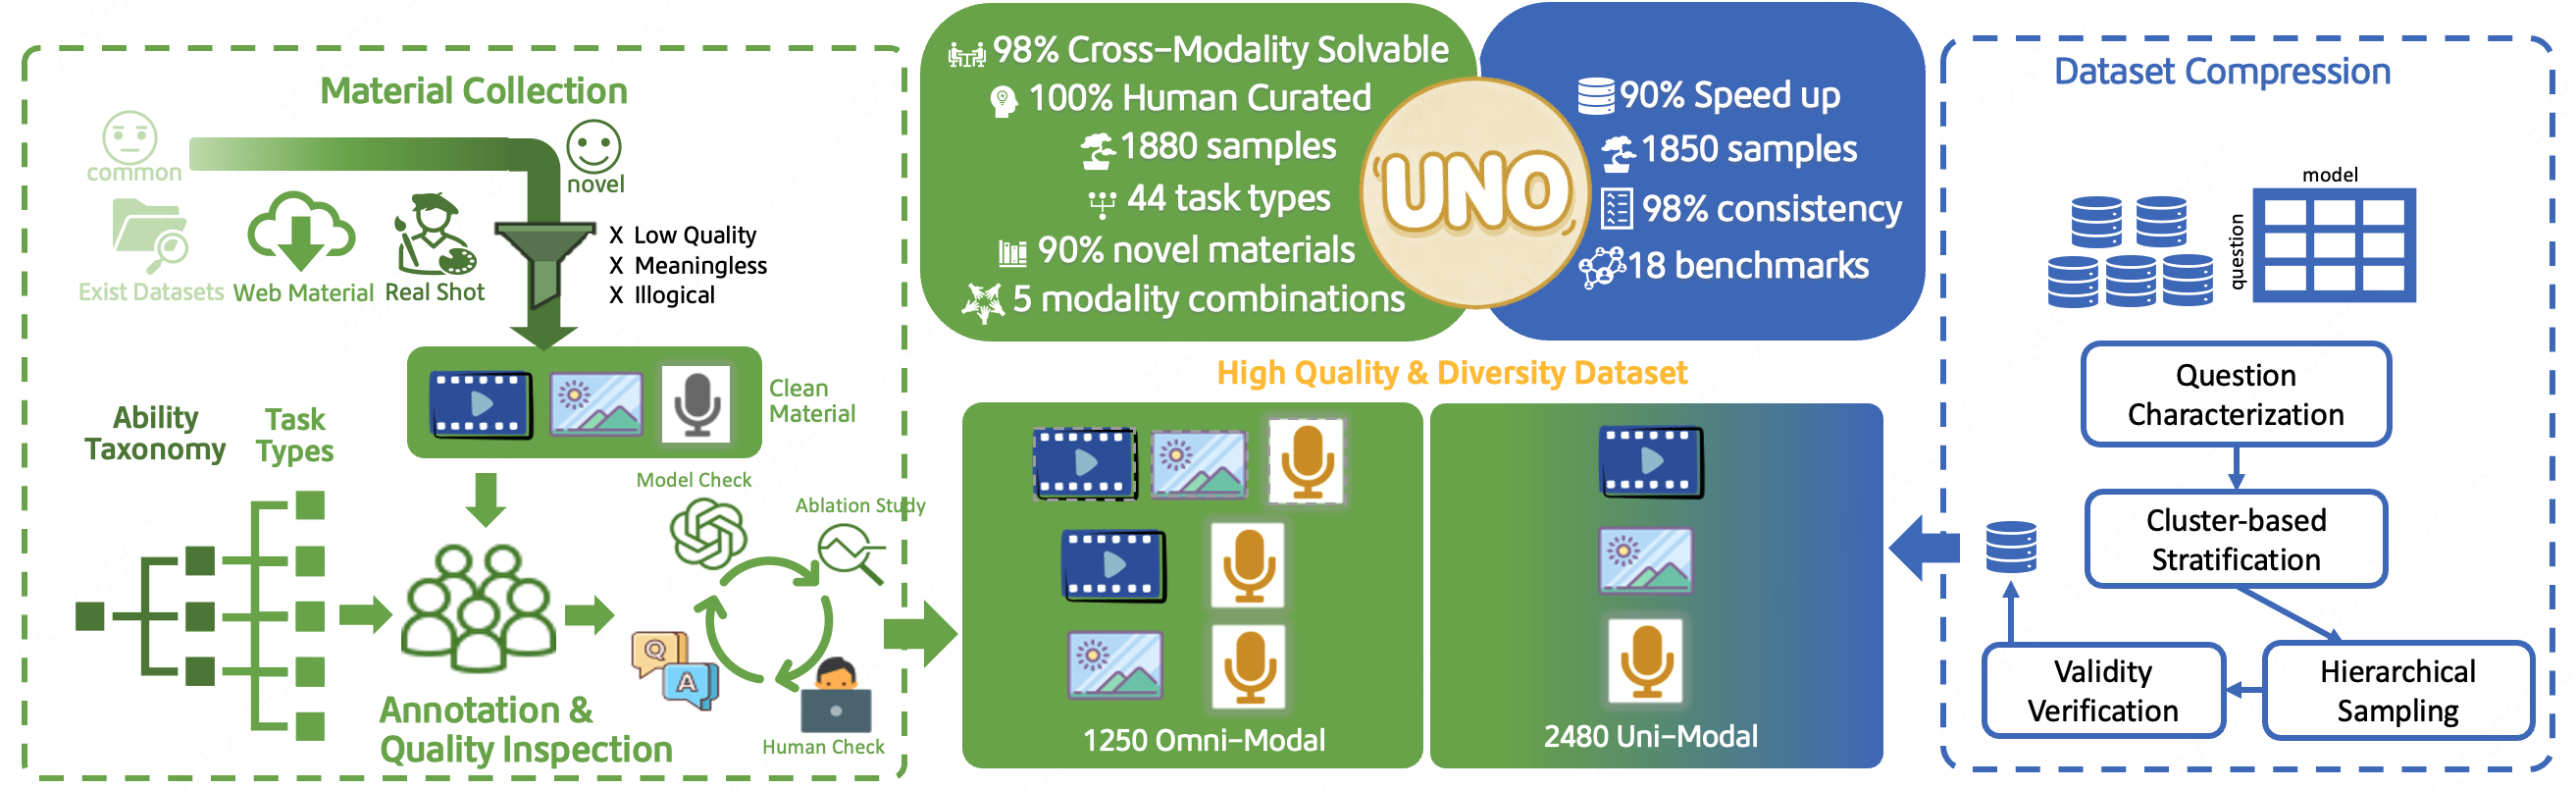 Material Collection
common
novel
Exist Datasets
Web Material
Real Shot
X Low Quality
X Meaningless
X Illogical
Clean
Material
Ability
Taxonomy
Task
Types
Model Check
Ablation Study
Q
A
Human Check
Annotation &
Quality Inspection
98% Cross-Modality Solvable
100% Human Curated
1880 samples
44 task types
90% novel materials
5 modality combinations
UNO
90% Speed up
1850 samples
98% consistency
18 benchmarks
High Quality & Diversity Dataset
1250 Omni-Modal
2480 Uni-Modal
Dataset Compression
model
question
Question
Characterization
Cluster-based
Stratification
Hierarchical
Sampling
Validity
Verification